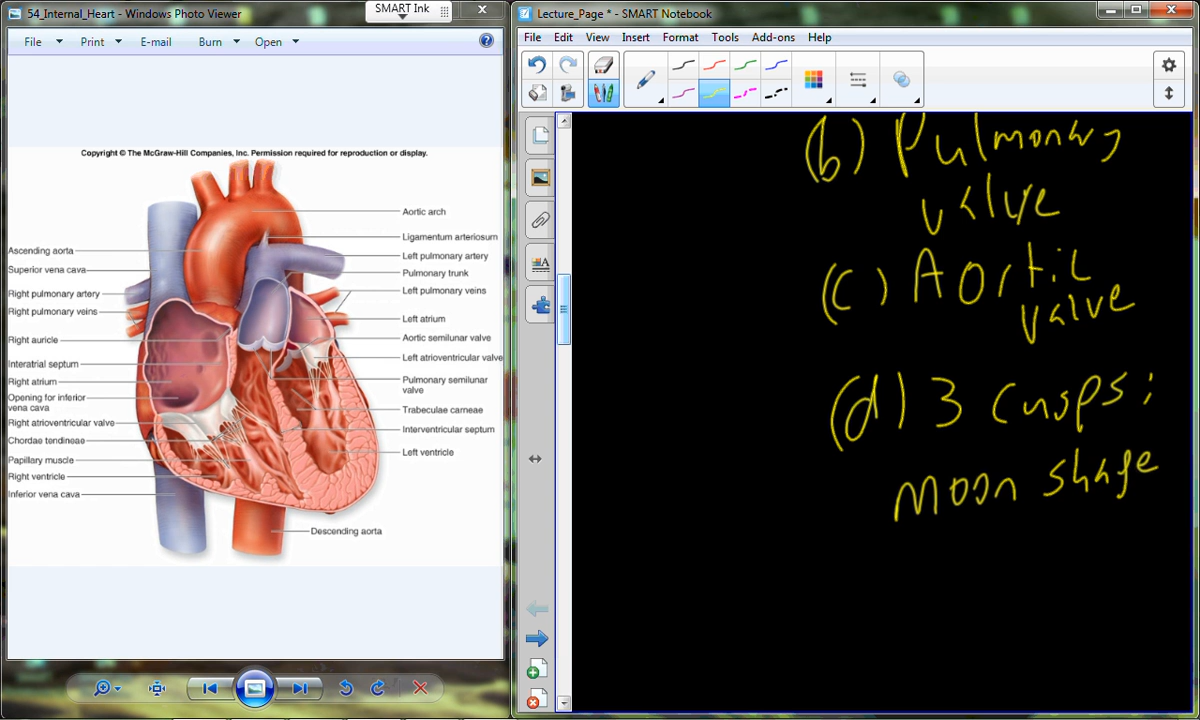 54_Internal_Heart - Windows Photo Viewer
SMART Ink
File Print E-mail Burn Open
Copyright © The McGraw-Hill Companies, Inc. Permission required for reproduction or display.
Ascending aorta
Superior vena cava
Right pulmonary artery
Right pulmonary veins
Right auricle
Interatrial septum
Right atrium
Opening for inferior
vena cava
Right atrioventricular valve
Chordae tendineae
Papillary muscle
Right ventricle
Inferior vena cava
Aortic arch
Ligamentum arteriosum
Left pulmonary artery
Pulmonary trunk
Left pulmonary veins
Left atrium
Aortic semilunar valve
Left atrioventricular valve
Pulmonary semilunar
valve
Trabeculae carneae
Interventricular septum
Left ventricle
Descending aorta
Lecture_Page * - SMART Notebook
File Edit View Insert Format Tools Add-ons Help
(b) Pulmonary
valve
(c) Aortic
valve
(d) 3 cusps;
moon shape